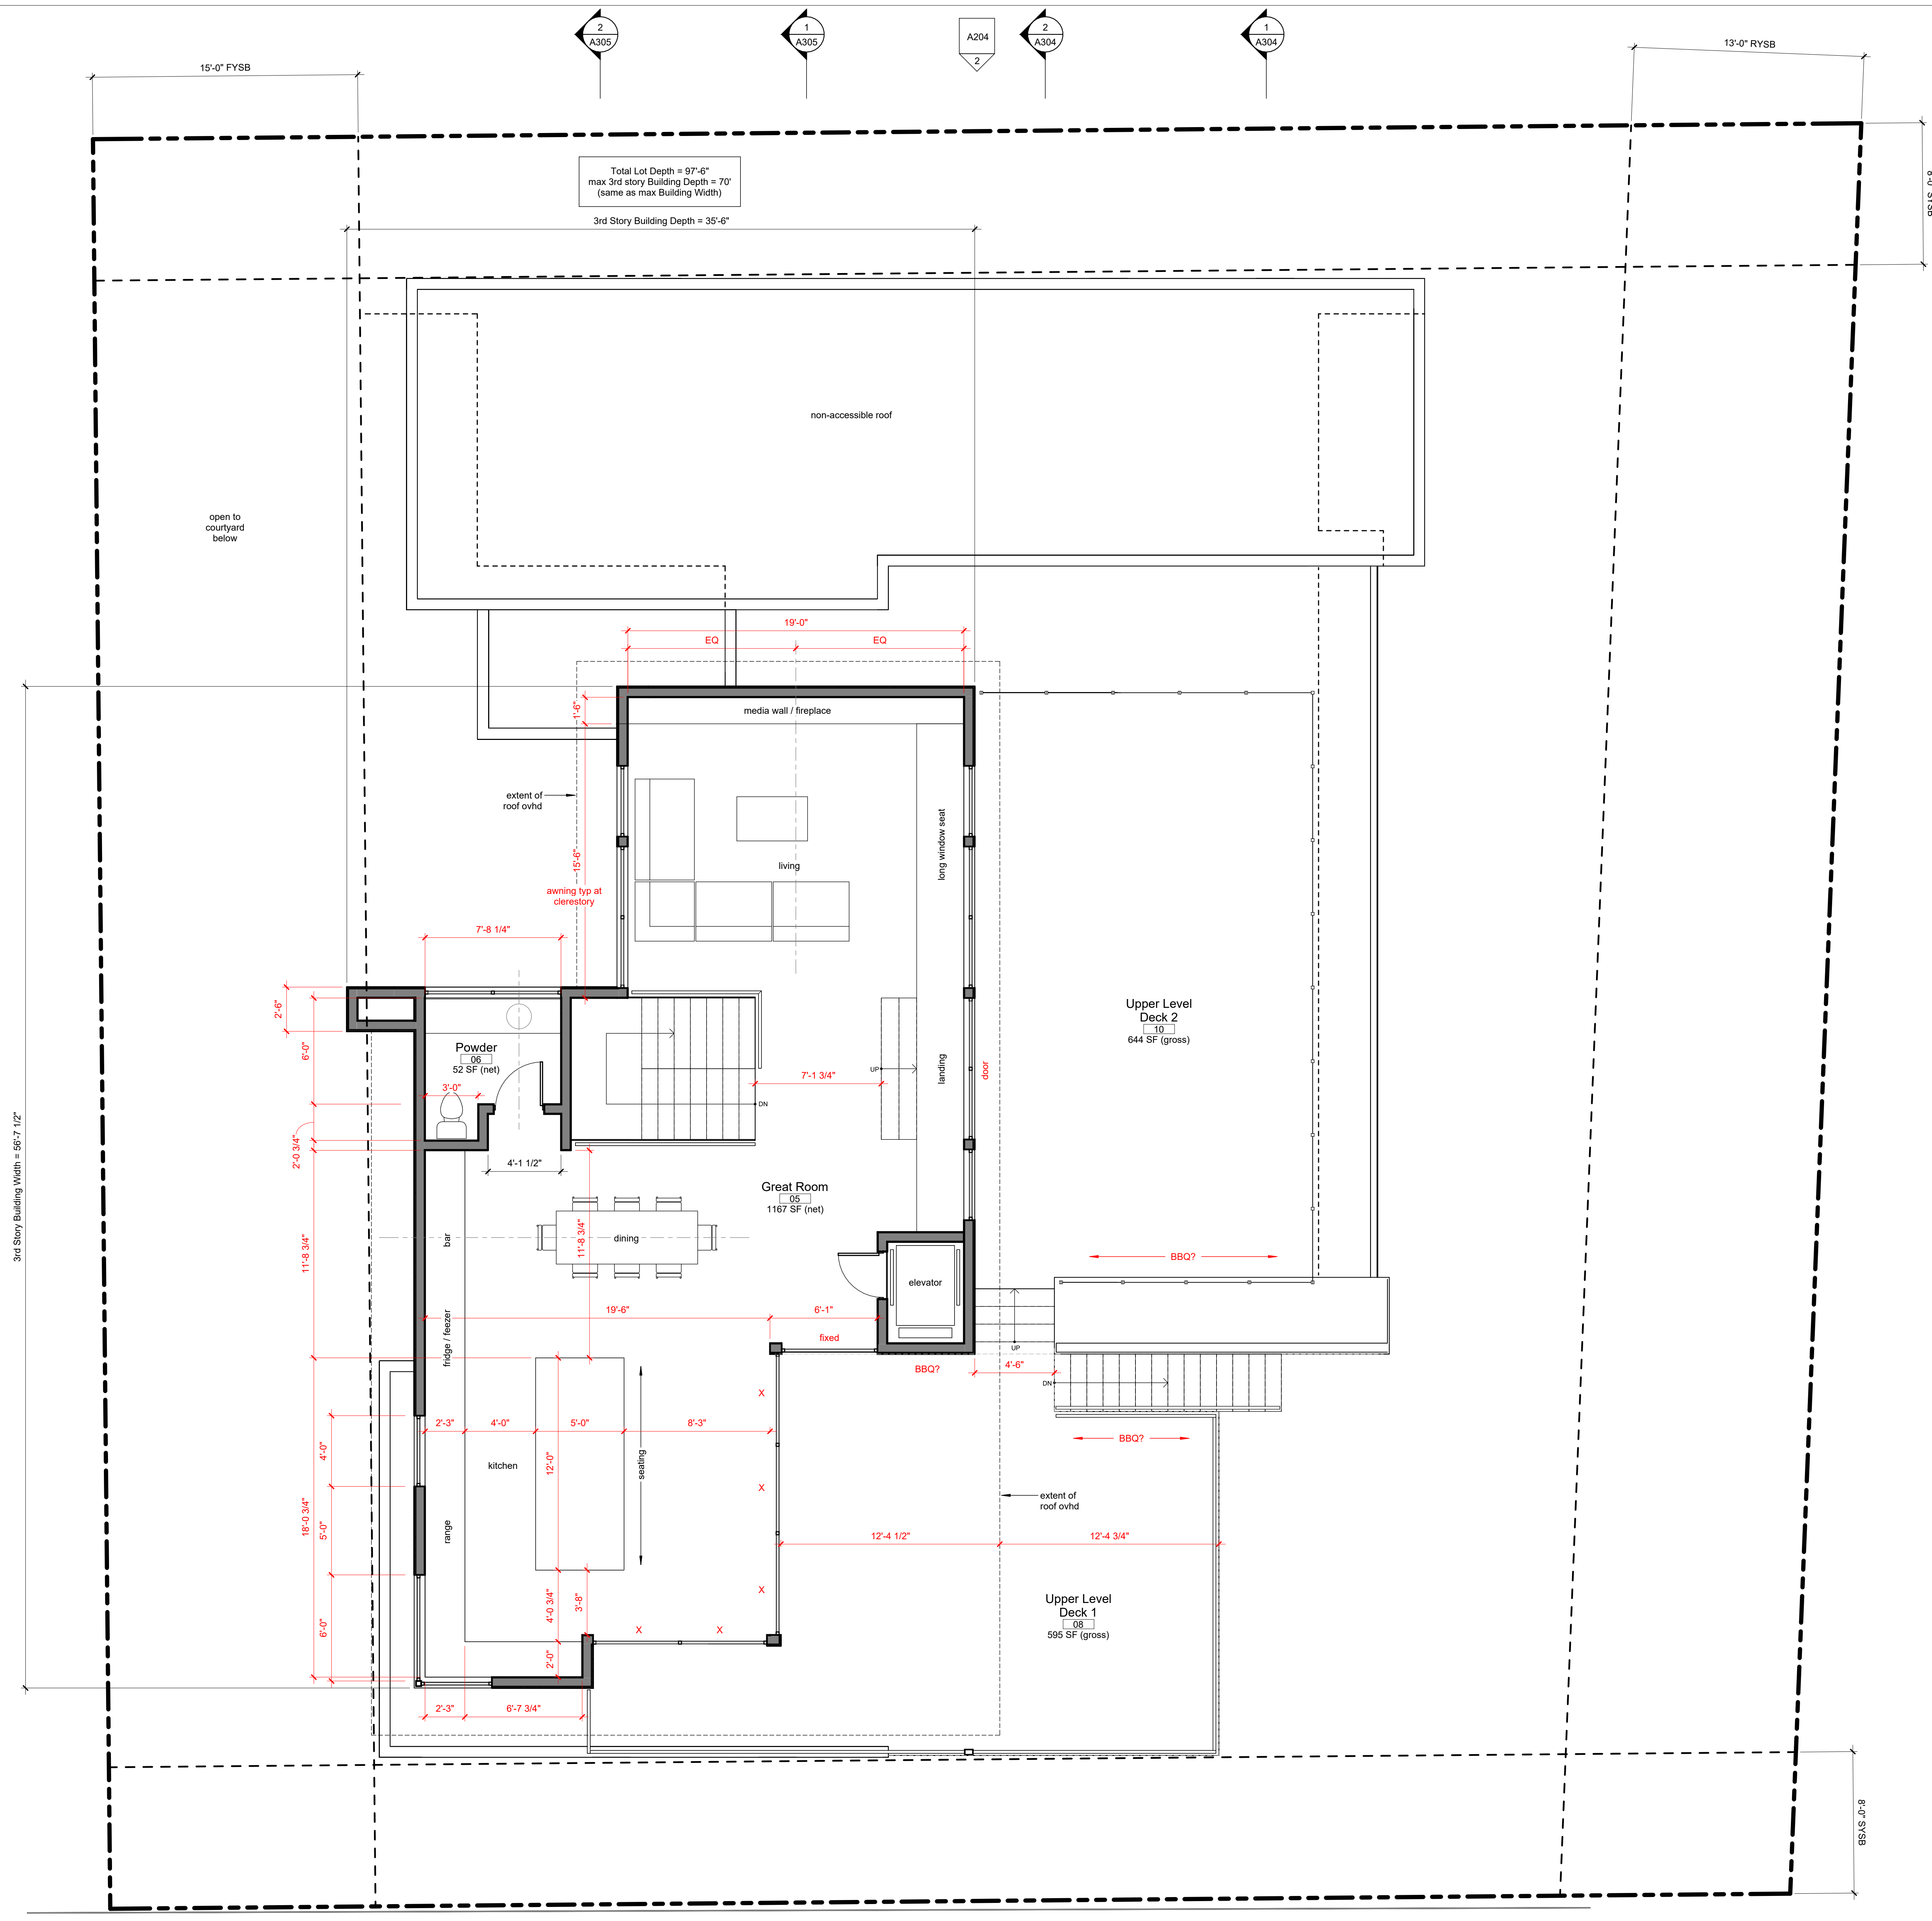 2
A305
1
A305
A204
2
2
A304
1
A304
15'-0" FYSB
13'-0" RYSB
8'-0" SYSB
Total Lot Depth = 97'-6"
max 3rd story Building Depth = 70'
(same as max Building Width)
3rd Story Building Depth = 35'-6"
non-accessible roof
open to
courtyard
below
19'-0"
EQ
EQ
1'-6"
media wall / fireplace
extent of
roof ovhd
15'-6"
long window seat
living
awning typ at
clerestory
7'-8 1/4"
2'-6"
6'-0"
Powder
06
52 SF (net)
3'-0"
UP
7'-1 3/4"
landing
door
DN
Upper Level
Deck 2
10
644 SF (gross)
3rd Story Building Width = 56'-7 1/2"
2'-0 3/4"
4'-1 1/2"
Great Room
05
1167 SF (net)
11'-8 3/4"
bar
11'-8 3/4"
dining
BBQ?
elevator
19'-6"
6'-1"
fixed
fridge / feezer
UP
BBQ?
4'-6"
DN
X
2'-3"
4'-0"
5'-0"
8'-3"
BBQ?
4'-0"
kitchen
12'-0"
seating
X
extent of
roof ovhd
18'-0 3/4"
5'-0"
range
12'-4 1/2"
12'-4 3/4"
X
4'-0 3/4"
3'-8"
Upper Level
Deck 1
08
595 SF (gross)
6'-0"
X
X
2'-0"
2'-3"
6'-7 3/4"
8'-0" SYSB